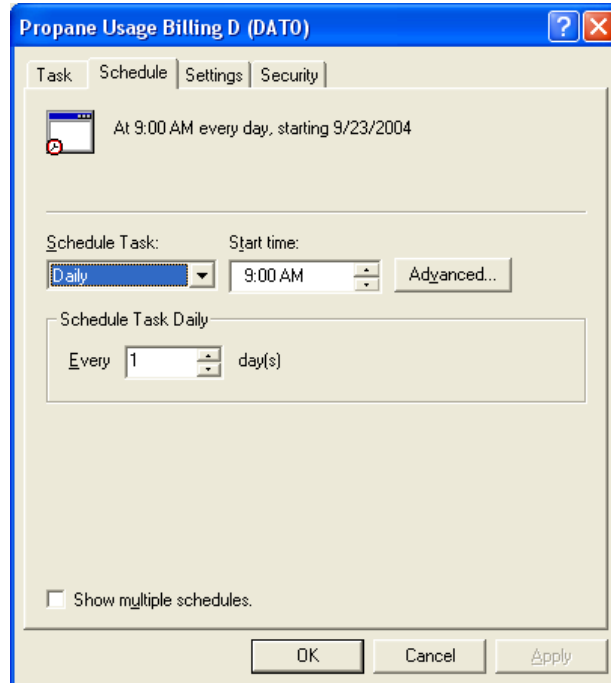 Propane Usage Billing D (DAT0)
Task Schedule Settings Security
At 9:00 AM every day, starting 9/23/2004
Schedule Task: Start time:
Daily 9:00 AM Advanced...
Schedule Task Daily
Every 1 day(s)
Show multiple schedules.
OK Cancel Apply